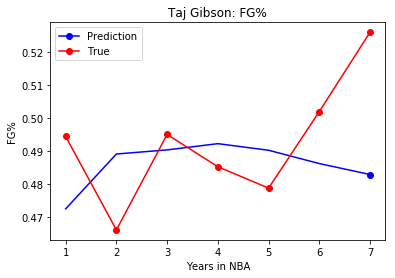 Taj Gibson: FG%
Prediction
True
FG%
0.52
0.51
0.50
0.49
0.48
0.47
1 2 3 4 5 6 7
Years in NBA